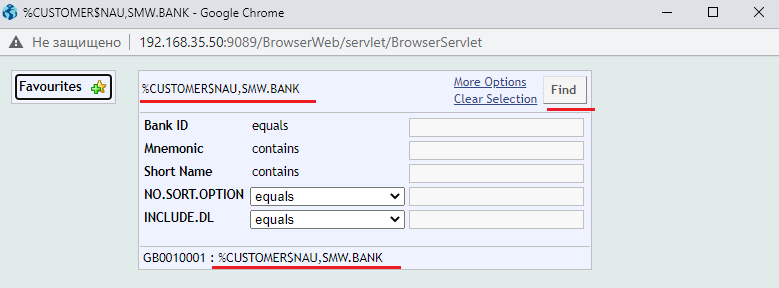 %CUSTOMER$NAU,SMW.BANK - Google Chrome
Не защищено 192.168.35.50:9089/BrowserWeb/servlet/BrowserServlet
Favourites
%CUSTOMER$NAU,SMW.BANK
More Options
Clear Selection
Find
Bank ID equals
Mnemonic contains
Short Name contains
NO.SORT.OPTION equals
INCLUDE.DL equals
GB0010001 : %CUSTOMER$NAU,SMW.BANK